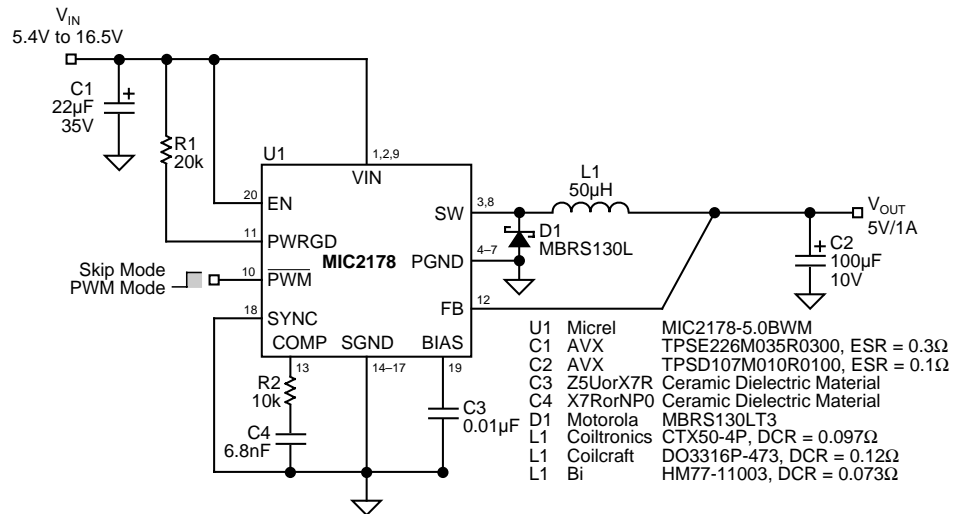 VIN
5.4V to 16.5V
C1
22µF
35V
R1
20k
U1
1,2,9
VIN
20
EN
11
PWRGD
MIC2178
Skip Mode
PWM Mode
10
PWM
18
SYNC
COMP
SGND
BIAS
13
14–17
19
SW
3,8
PGND
4–7
FB
12
L1
50µH
D1
MBRS130L
VOUT
5V/1A
C2
100µF
10V
R2
10k
C4
6.8nF
C3
0.01µF
U1 Micrel MIC2178-5.0BWM
C1 AVX TPSE226M035R0300, ESR = 0.3Ω
C2 AVX TPSD107M010R0100, ESR = 0.1Ω
C3 Z5UorX7R Ceramic Dielectric Material
C4 X7RorNP0 Ceramic Dielectric Material
D1 Motorola MBRS130LT3
L1 Coiltronics CTX50-4P, DCR = 0.097Ω
L1 Coilcraft DO3316P-473, DCR = 0.12Ω
L1 Bi HM77-11003, DCR = 0.073Ω